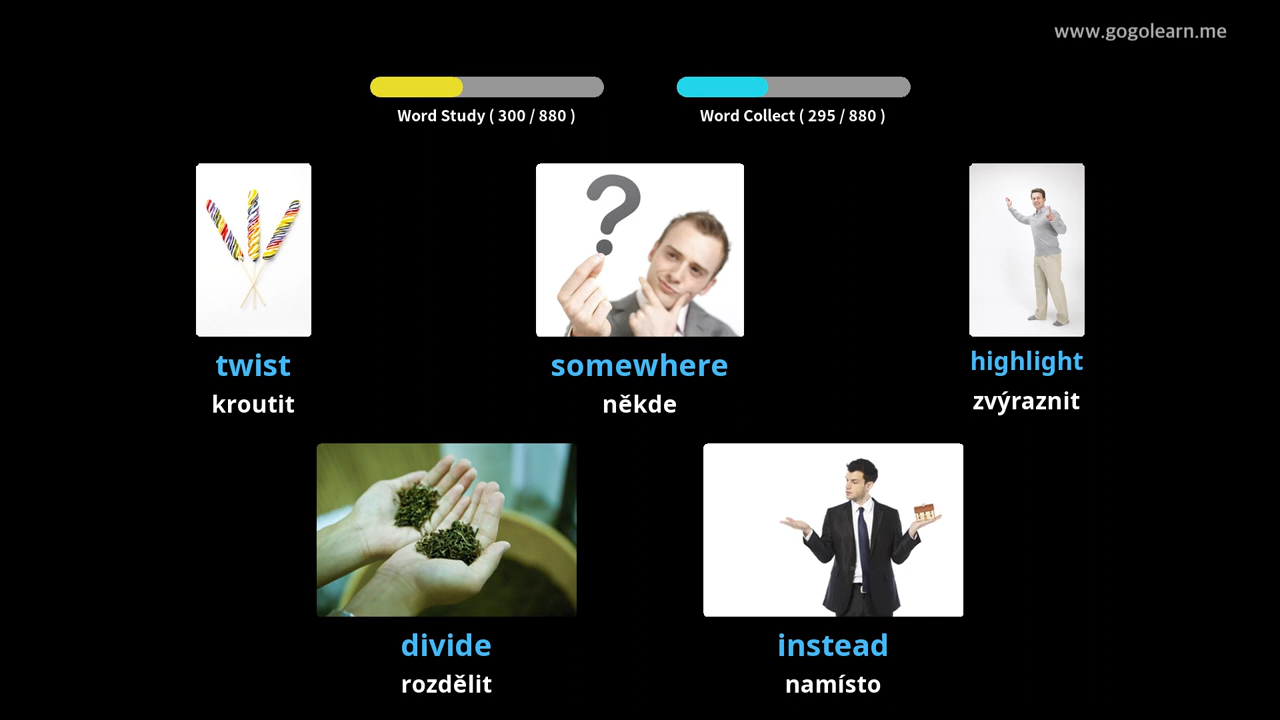 www.gogolearn.me
Word Study ( 300 / 880 )
Word Collect ( 295 / 880 )
twist
kroutit
somewhere
někde
highlight
zvýraznit
divide
rozdělit
instead
namísto